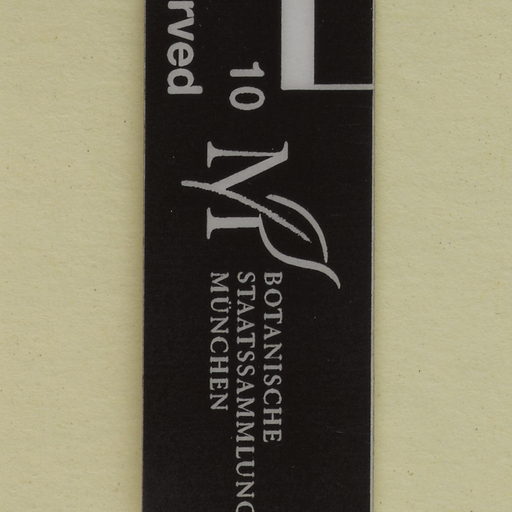 rved
10
M
BOTANISCHE
STAATSSAMMLUNG
MÜNCHEN